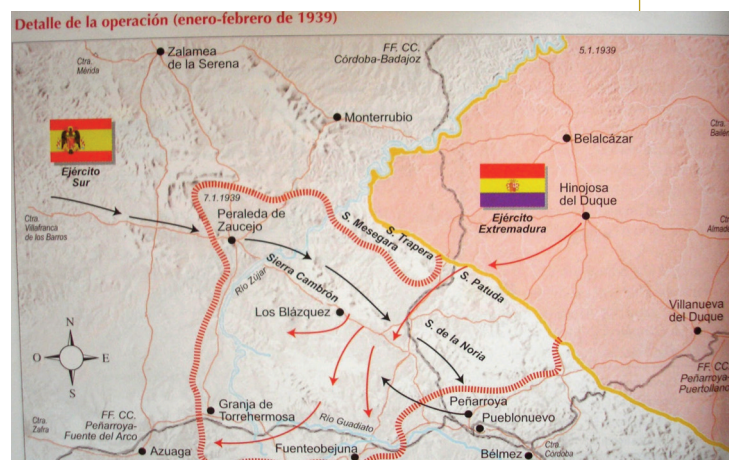 Detalle de la operación (enero-febrero de 1939)
Zalamea
de la Serena
FF. CC.
Córdoba-Badajoz
5.1.1939
Ctra.
Mérida
Monterrubio
Ctra.
Belalcázar
Ejército
Sur
7.1.1939
Peraleda de
Zaucejo
S. Mesegara
S. Trapera
Ejército
Extremadura
Hinojosa
del Duque
Ctra
Villafranca
de los Barros
Ctra
Río Zújar
Sierra Cambrón
S. Patuda
Los Blázquez
S. de la Noria
Villanueva
del Duque
N
O
E
S
FF. CC.
Peñarroya-
Puertollano
Granja de
Torrehermosa
FF. CC.
Peñarroya-
Fuente del Arco
Ctra.
Zafra
Río Guadiato
Peñarroya
Pueblonuevo
Azuaga
Fuenteobejuna
Bélmez
Ctra
Córdoba